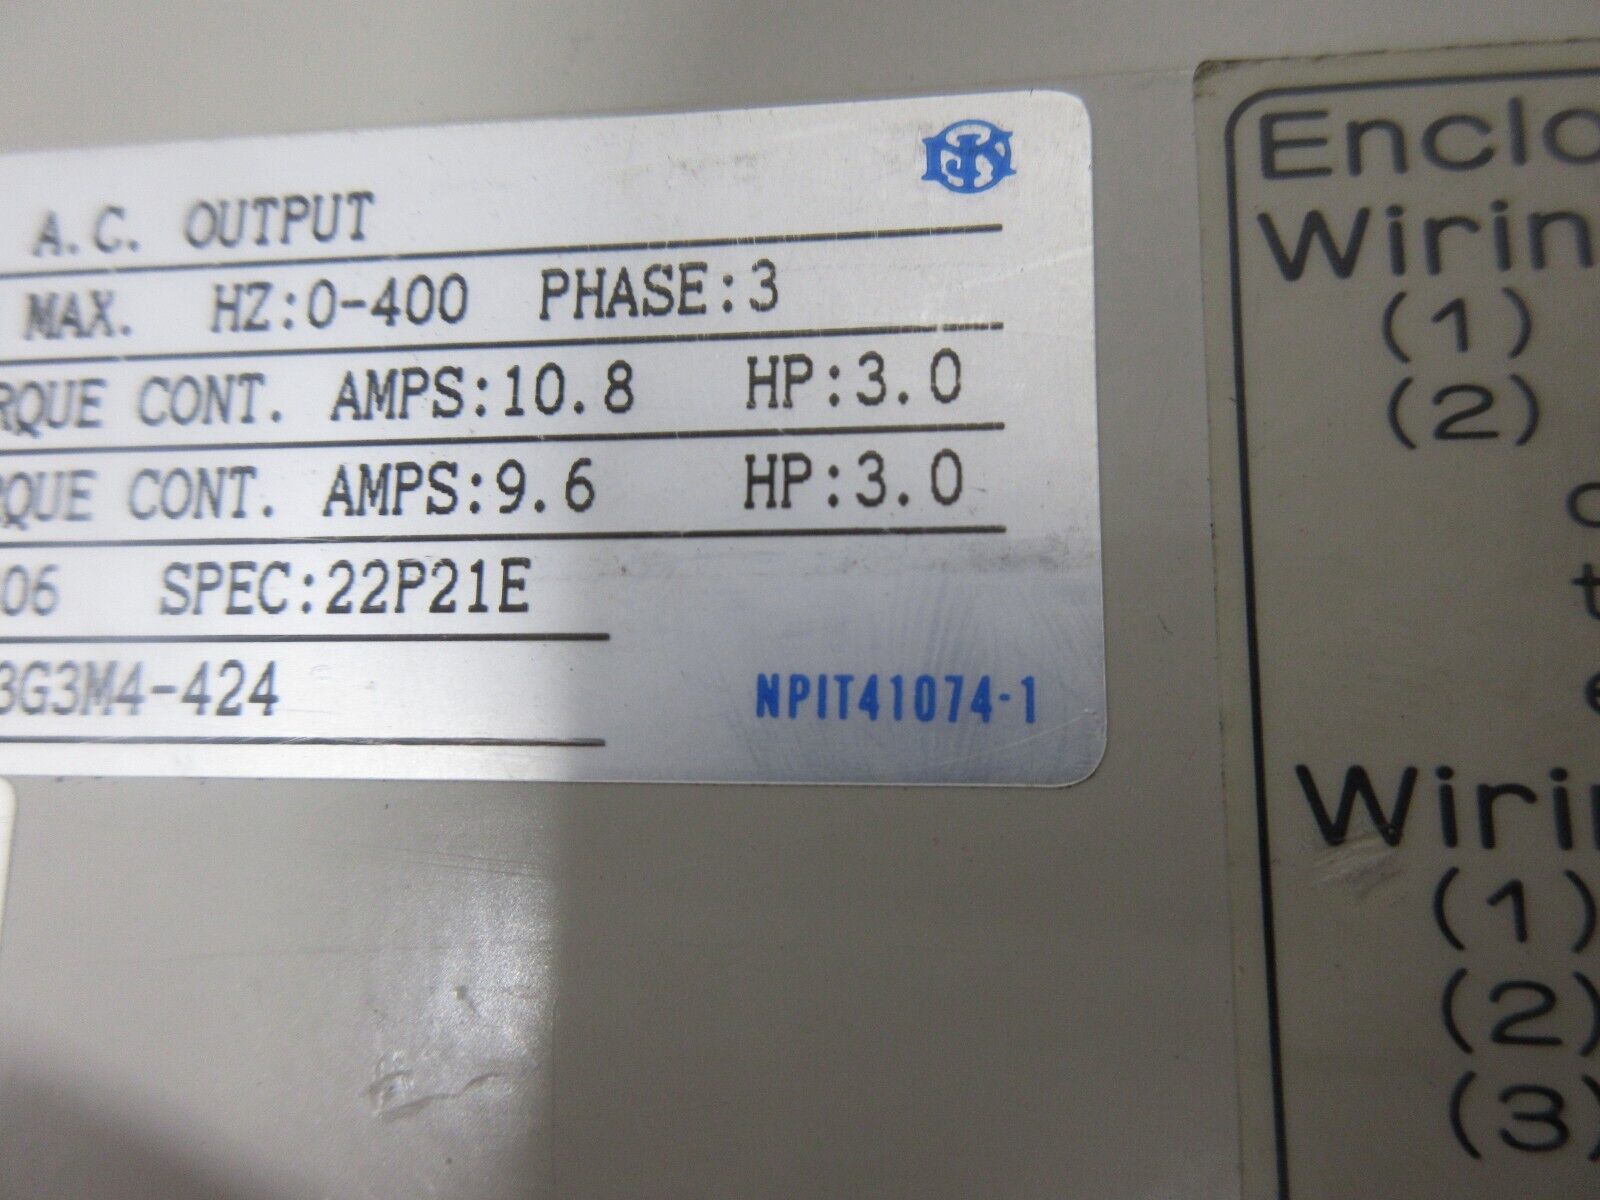 A.C. OUTPUT
MAX. HZ:0-400 PHASE:3
RQUE CONT. AMPS:10.8 HP:3.0
RQUE CONT. AMPS:9.6 HP:3.0
06 SPEC:22P21E
3G3M4-424
NPIT41074-1
Enclo
Wirin
(1)
(2)
Wirin
(1)
(2)
(3)